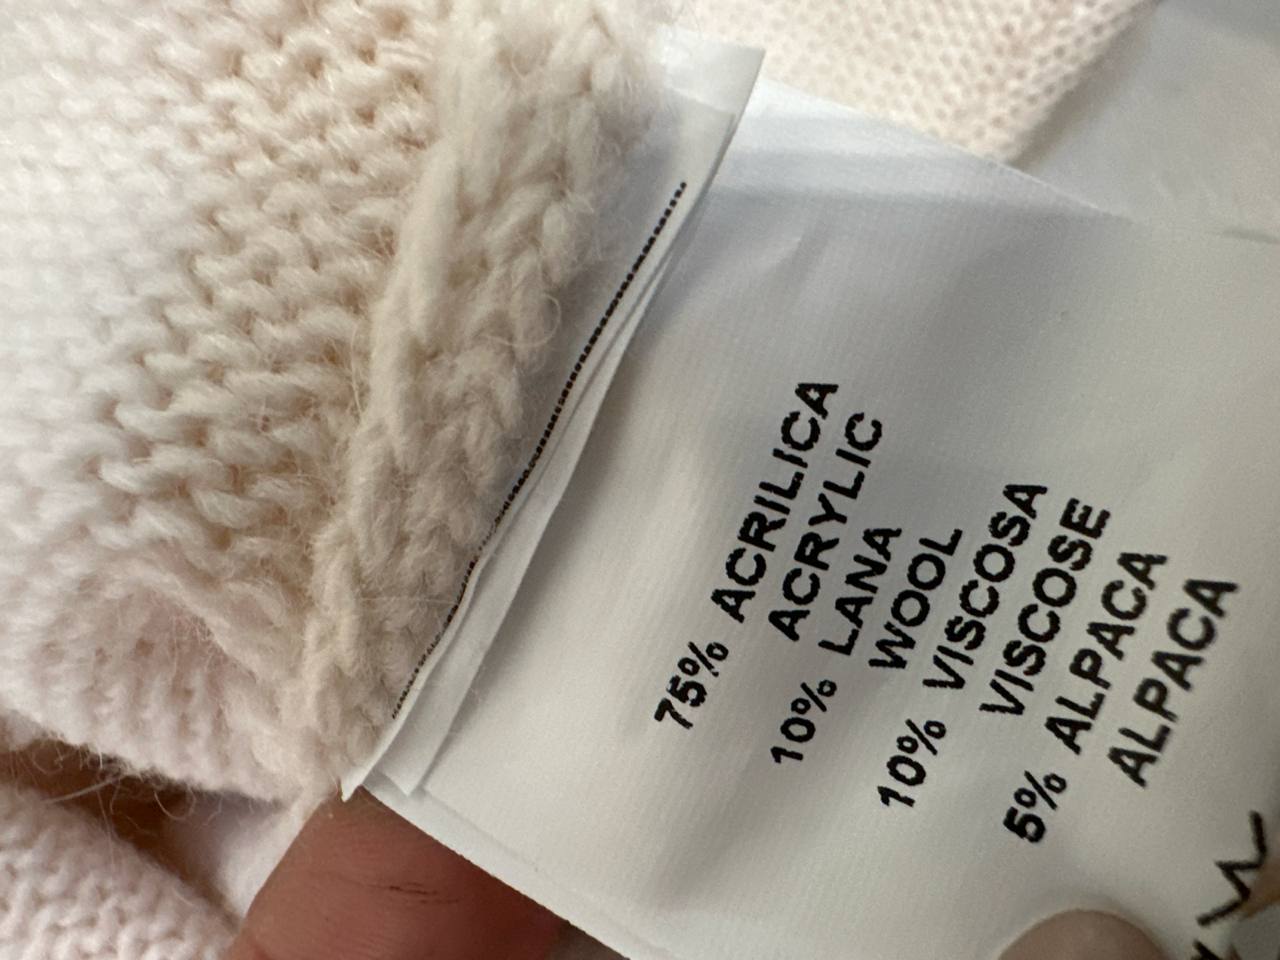 75% ACRILICA
ACRYLIC
10% LANA
WOOL
10% VISCOSA
VISCOSE
5% ALPACA
ALPACA